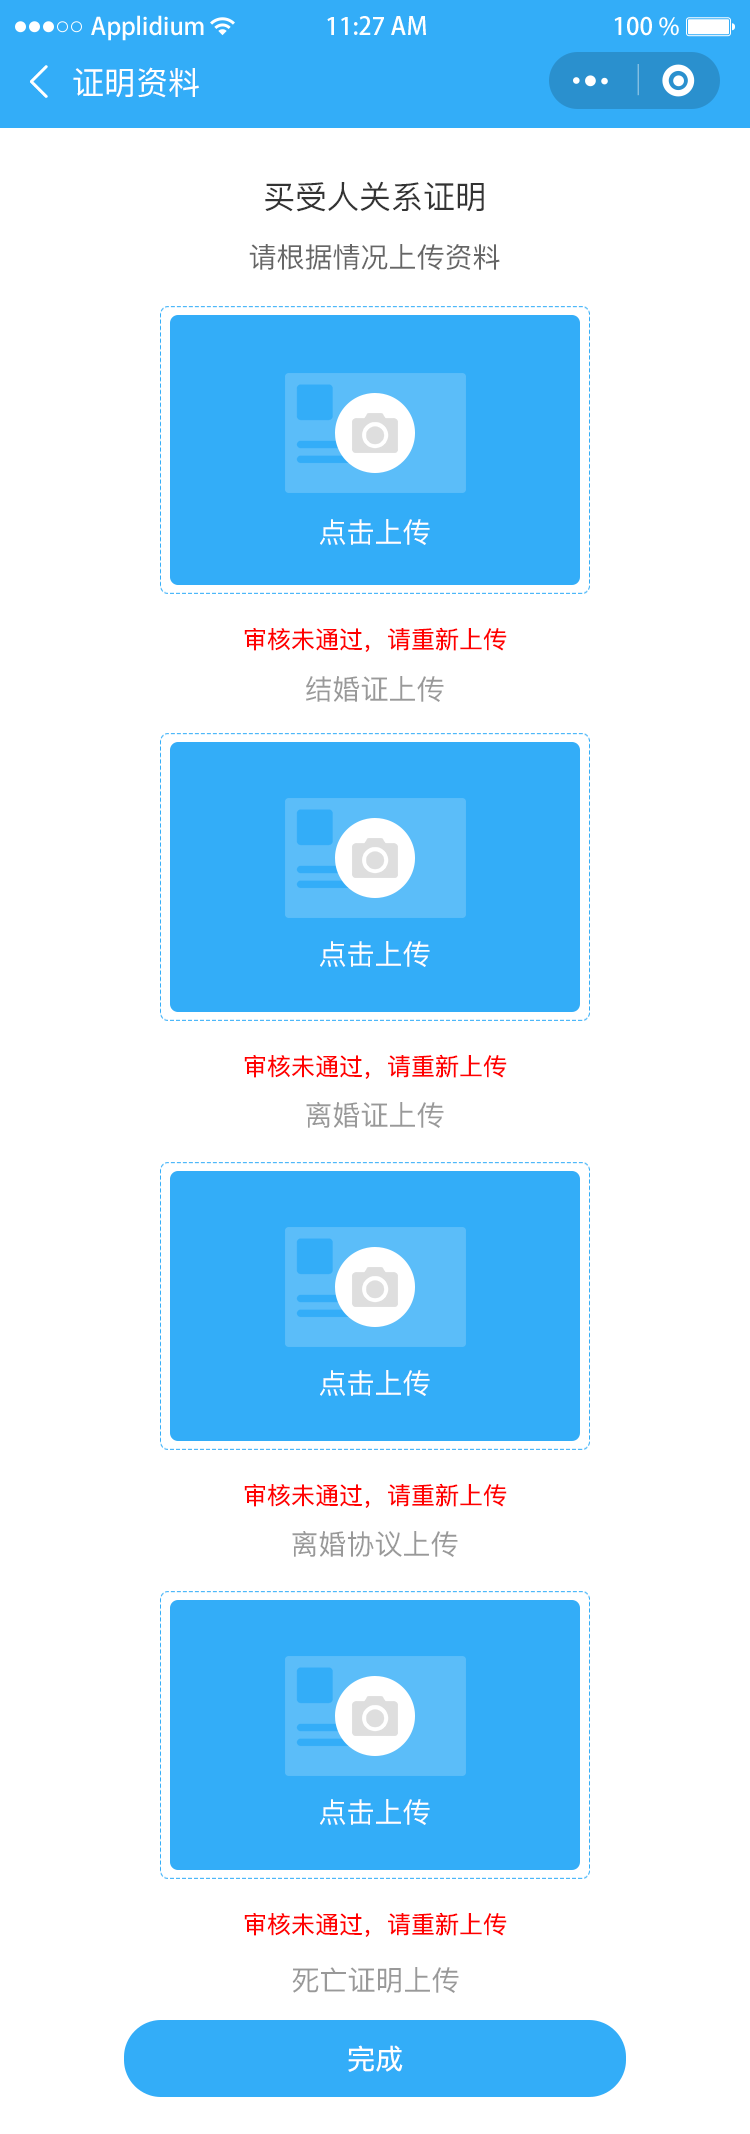 Applidium 11:27 AM 100 %
证明资料
买受人关系证明
请根据情况上传资料
点击上传
审核未通过，请重新上传
结婚证上传
点击上传
审核未通过，请重新上传
离婚证上传
点击上传
审核未通过，请重新上传
离婚协议上传
点击上传
审核未通过，请重新上传
死亡证明上传
完成